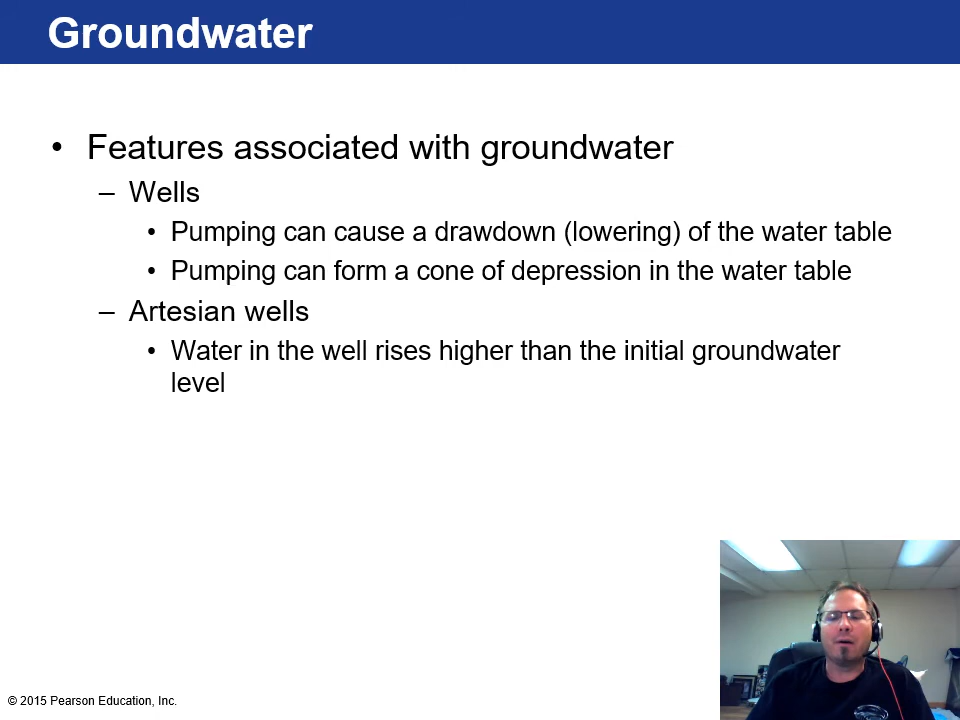 Groundwater
• Features associated with groundwater
– Wells
• Pumping can cause a drawdown (lowering) of the water table
• Pumping can form a cone of depression in the water table
– Artesian wells
• Water in the well rises higher than the initial groundwater
level
© 2015 Pearson Education, Inc.